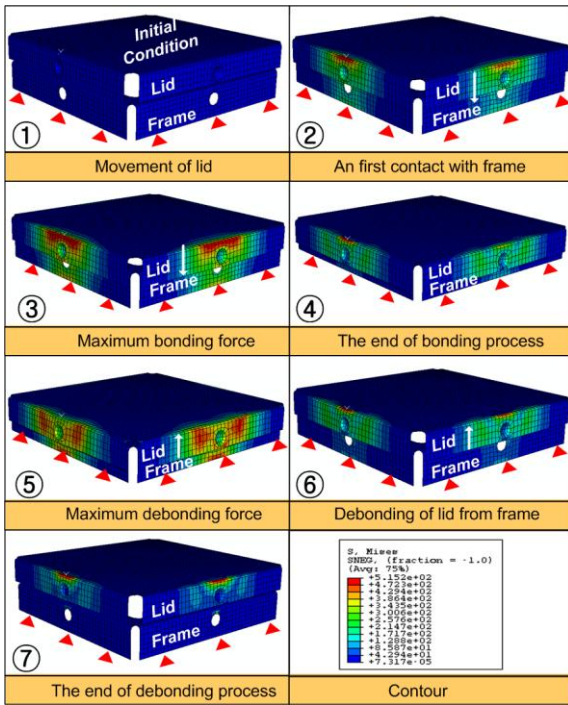 Initial
Condition
Lid
Frame
①
Movement of lid
Lid
Frame
②
An first contact with frame
Lid
Frame
③
Maximum bonding force
Lid
Frame
④
The end of bonding process
Lid
Frame
⑤
Maximum debonding force
Lid
Frame
⑥
Debonding of lid from frame
Lid
Frame
⑦
The end of debonding process
S, Mises
SNEG, (fraction = -1.0)
(Avg: 75%)
+5.152e+02
+4.723e+02
+4.294e+02
+3.864e+02
+3.435e+02
+3.006e+02
+2.576e+02
+2.147e+02
+1.717e+02
+1.288e+02
+8.587e+01
+4.294e+01
+7.317e-05
Contour